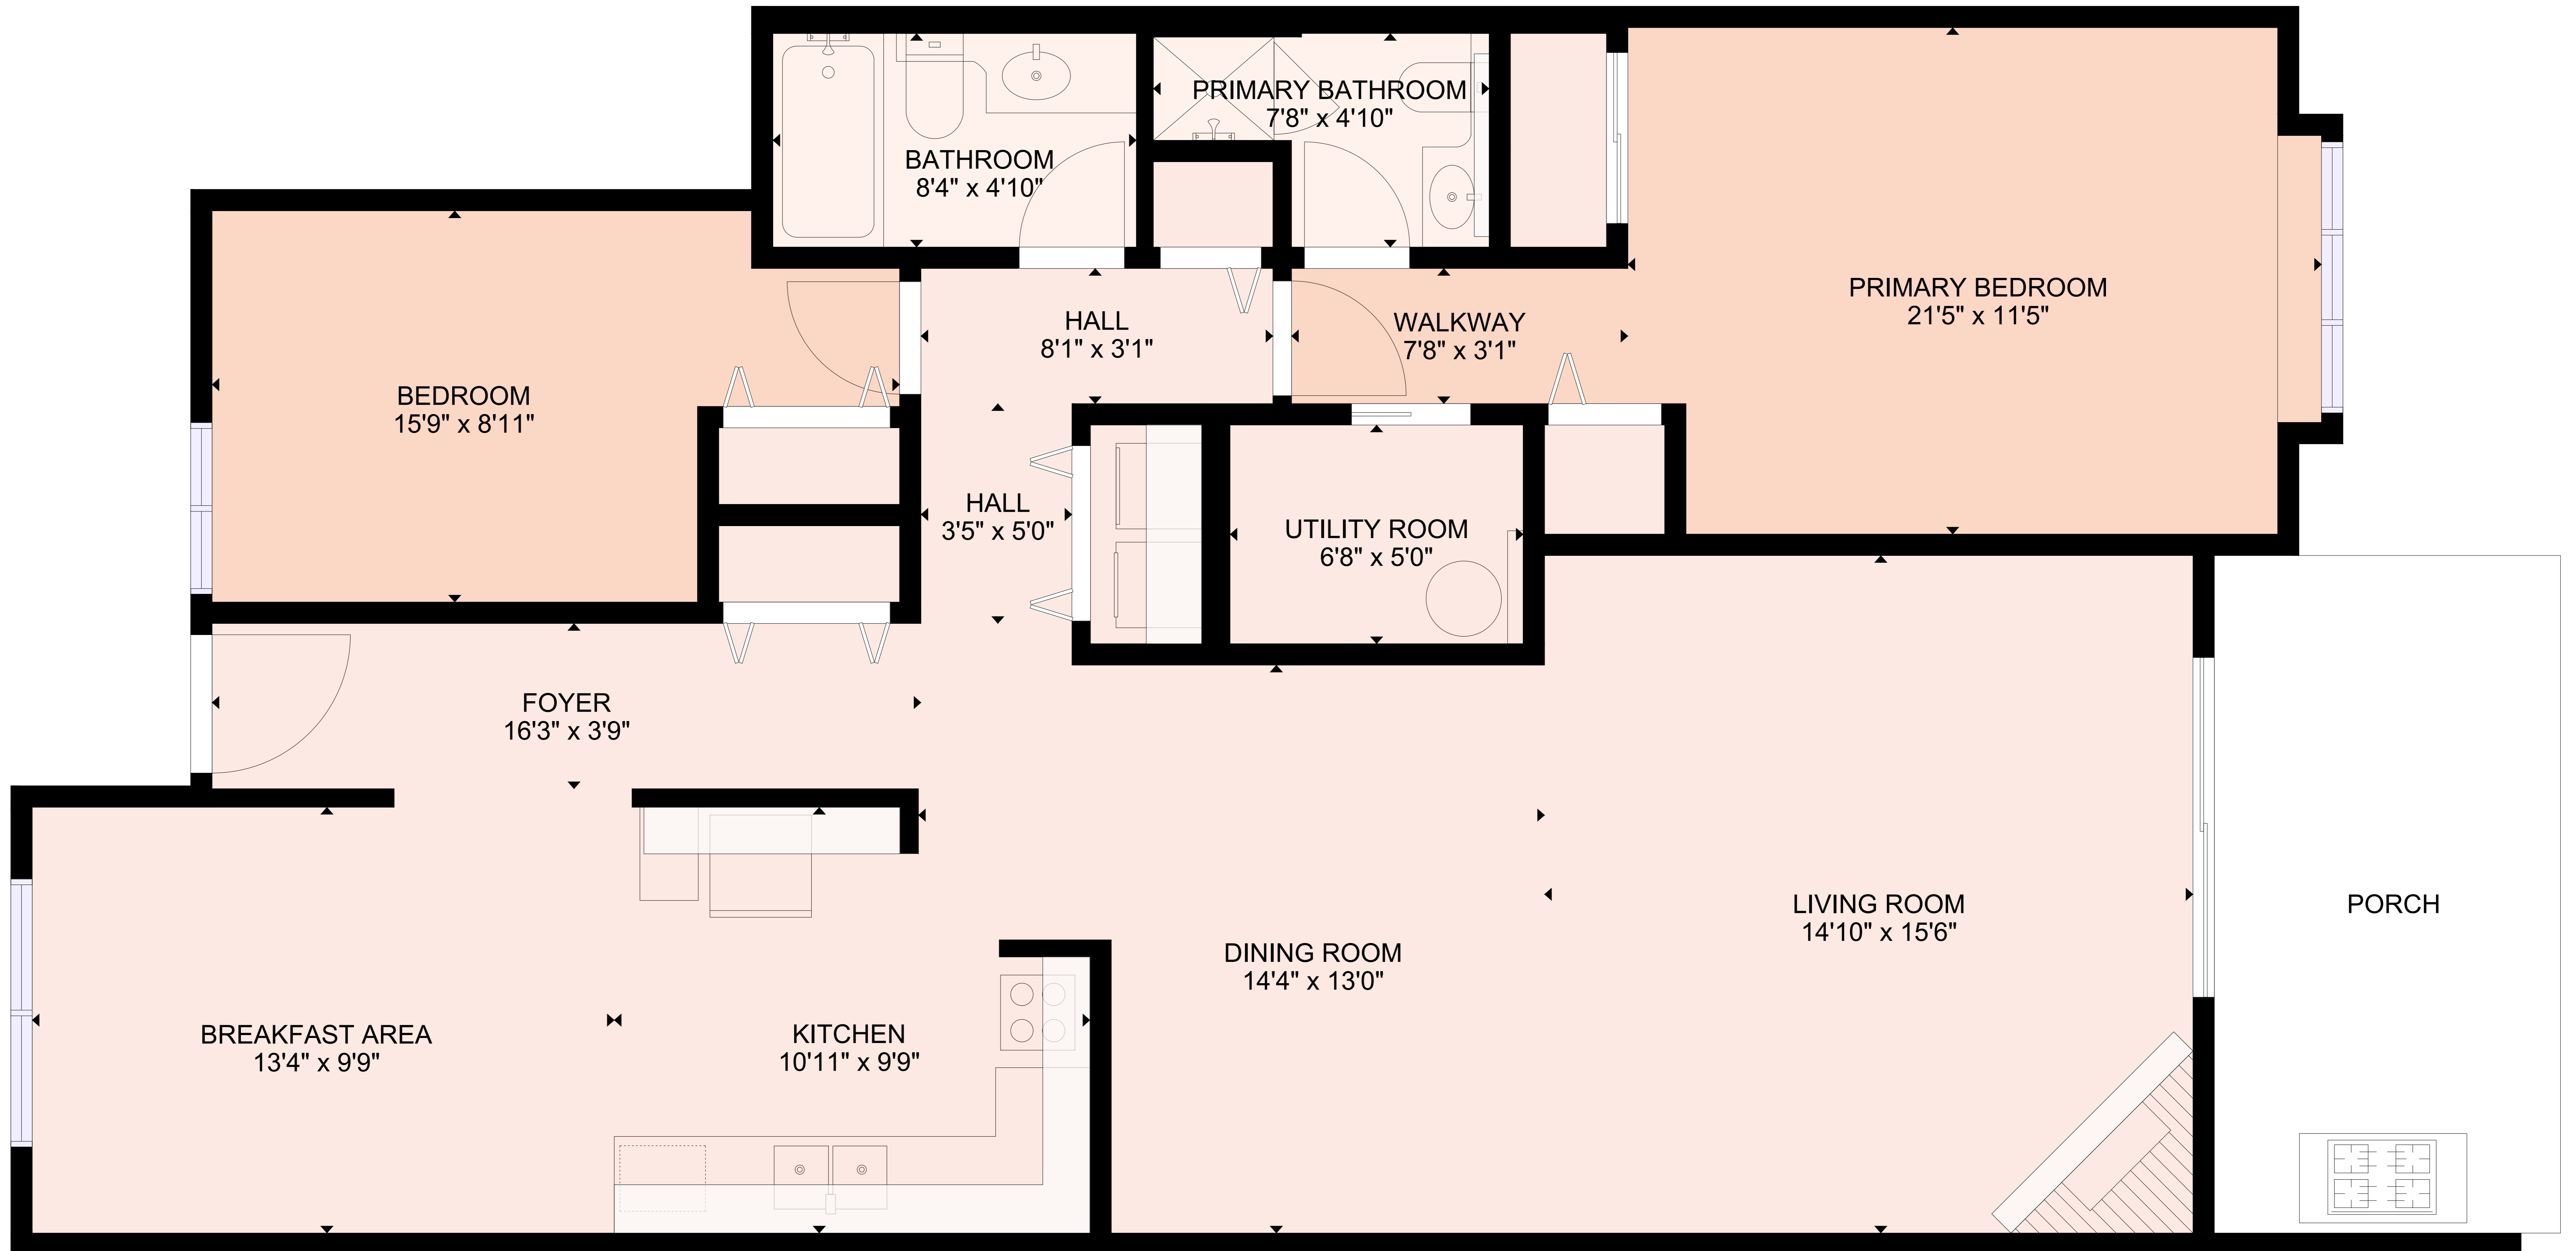 PRIMARY BATHROOM
7'8" x 4'10"
BATHROOM
8'4" x 4'10"
PRIMARY BEDROOM
21'5" x 11'5"
HALL
8'1" x 3'1"
WALKWAY
7'8" x 3'1"
BEDROOM
15'9" x 8'11"
HALL
3'5" x 5'0"
UTILITY ROOM
6'8" x 5'0"
FOYER
16'3" x 3'9"
LIVING ROOM
14'10" x 15'6"
PORCH
DINING ROOM
14'4" x 13'0"
BREAKFAST AREA
13'4" x 9'9"
KITCHEN
10'11" x 9'9"